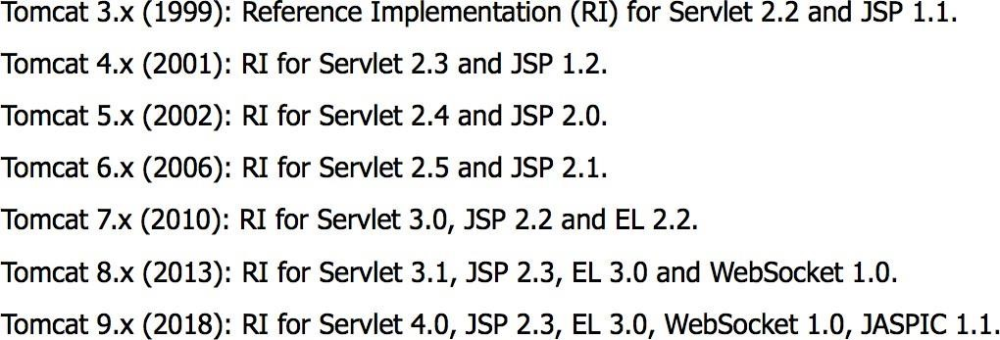 Tomcat 3.x (1999): Reference Implementation (RI) for Servlet 2.2 and JSP 1.1.
Tomcat 4.x (2001): RI for Servlet 2.3 and JSP 1.2.
Tomcat 5.x (2002): RI for Servlet 2.4 and JSP 2.0.
Tomcat 6.x (2006): RI for Servlet 2.5 and JSP 2.1.
Tomcat 7.x (2010): RI for Servlet 3.0, JSP 2.2 and EL 2.2.
Tomcat 8.x (2013): RI for Servlet 3.1, JSP 2.3, EL 3.0 and WebSocket 1.0.
Tomcat 9.x (2018): RI for Servlet 4.0, JSP 2.3, EL 3.0, WebSocket 1.0, JASPIC 1.1.